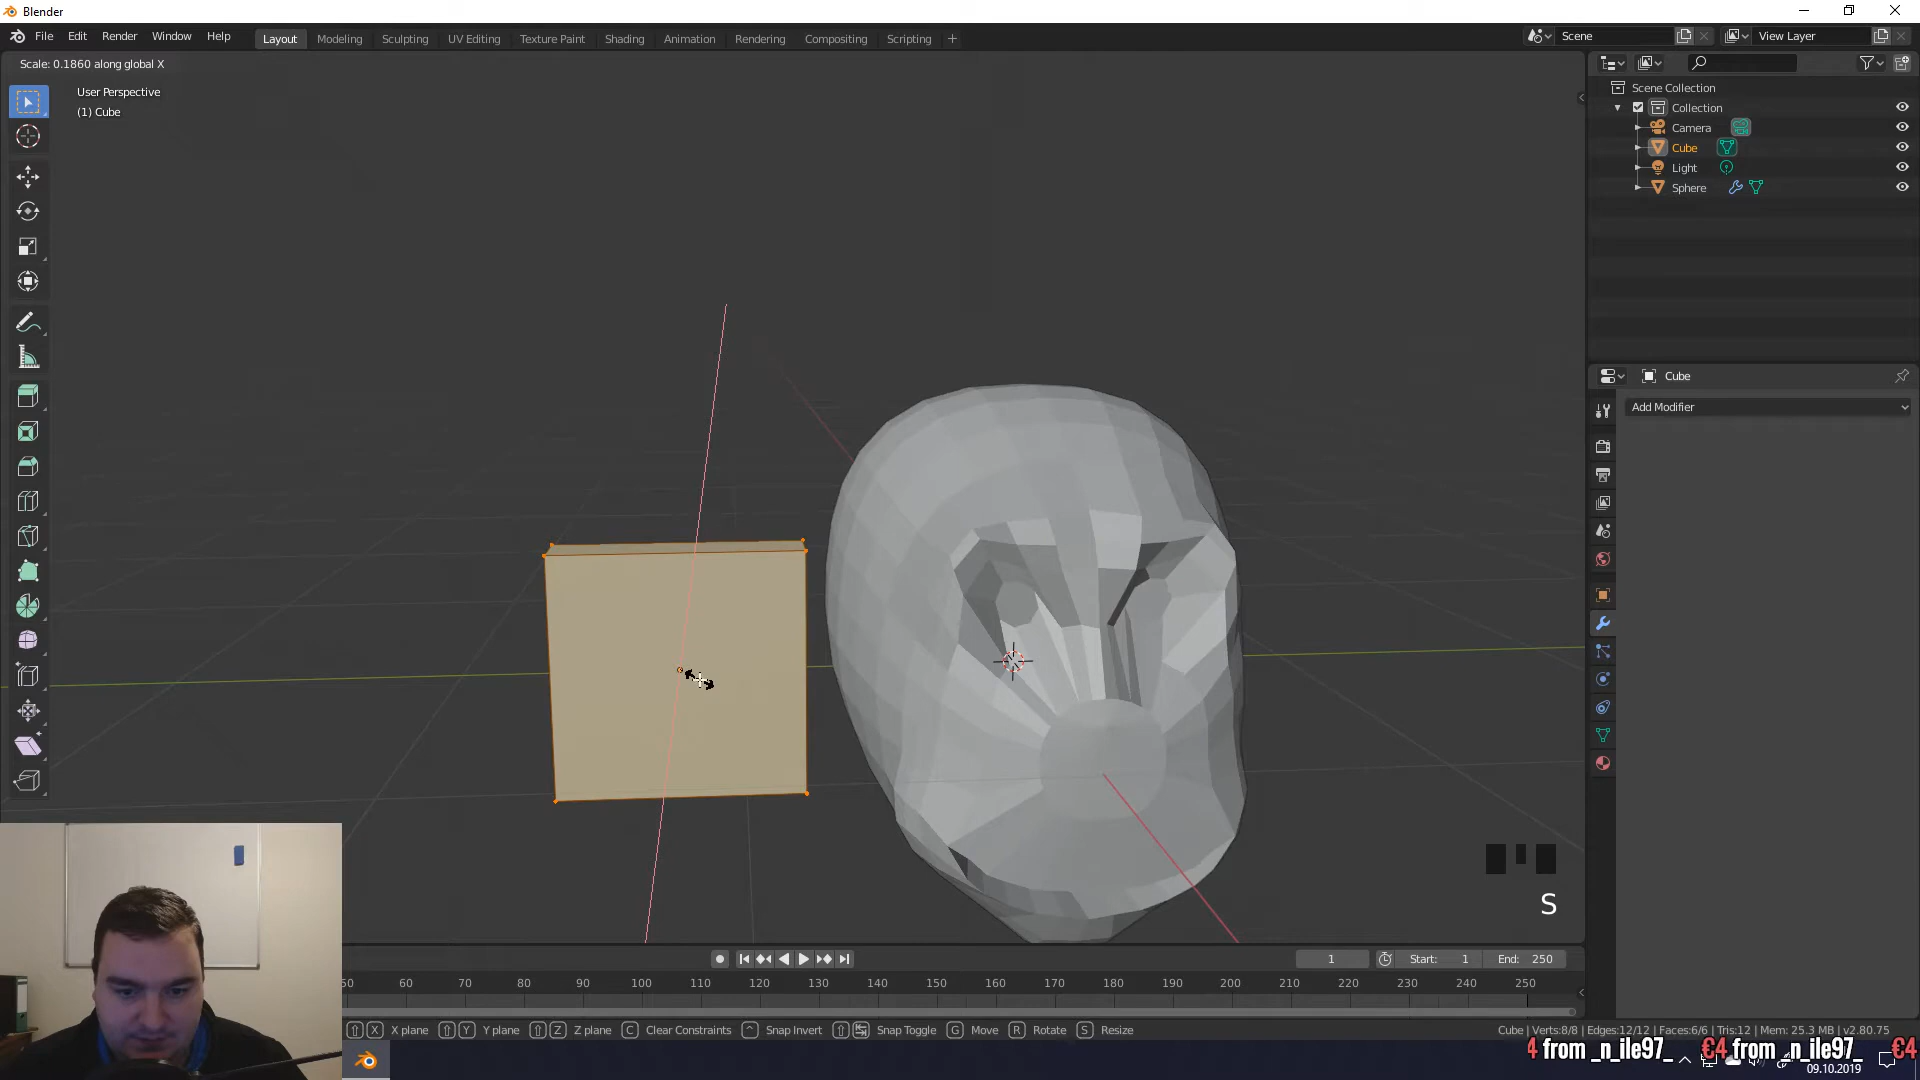 Blender
File Edit Render Window Help
Layout Modeling Sculpting UV Editing Texture Paint Shading Animation Rendering Compositing Scripting +
Scene
View Layer
Scale: 0.1860 along global X
User Perspective
(1) Cube
Scene Collection
Collection
Camera
Cube
Light
Sphere
Cube
Add Modifier
S
1
Start: 1
End: 250
50 60 70 80 90 100 110 120 130 140 150 160 170 180 190 200 210 220 230 240 250
X X plane Y Y plane Z Z plane C Clear Constraints ^ Snap Invert Snap Toggle G Move R Rotate S Resize
Cube | Verts:8/8 | Edges:12/12 | Faces:6/6 | Tris:12 | Mem: 25.3 MB | v2.80.75
4 from _n_ile97_ €4 from _n_ile97_ €4
09.10.2019